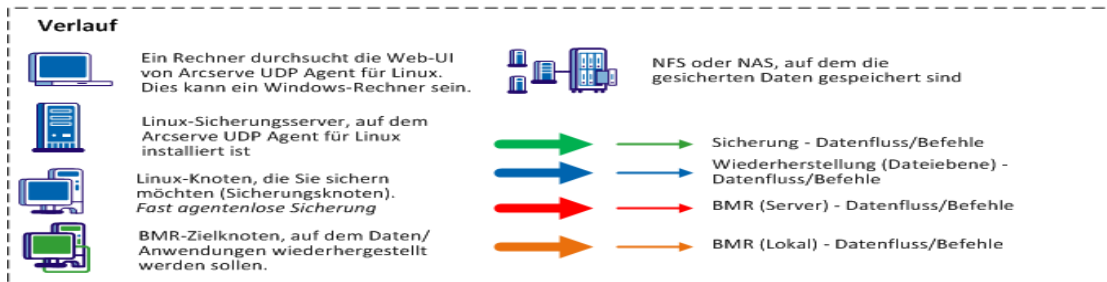 Verlauf
Ein Rechner durchsucht die Web-UI
von Arcserve UDP Agent für Linux.
Dies kann ein Windows-Rechner sein.
Linux-Sicherungsserver, auf dem
Arcserve UDP Agent für Linux
installiert ist
Linux-Knoten, die Sie sichern
möchten (Sicherungsknoten).
Fast agentenlose Sicherung
BMR-Zielknoten, auf dem Daten/
Anwendungen wiederhergestellt
werden sollen.
NFS oder NAS, auf dem die
gesicherten Daten gespeichert sind
Sicherung - Datenfluss/Befehle
Wiederherstellung (Dateiebene) -
Datenfluss/Befehle
BMR (Server) - Datenfluss/Befehle
BMR (Lokal) - Datenfluss/Befehle